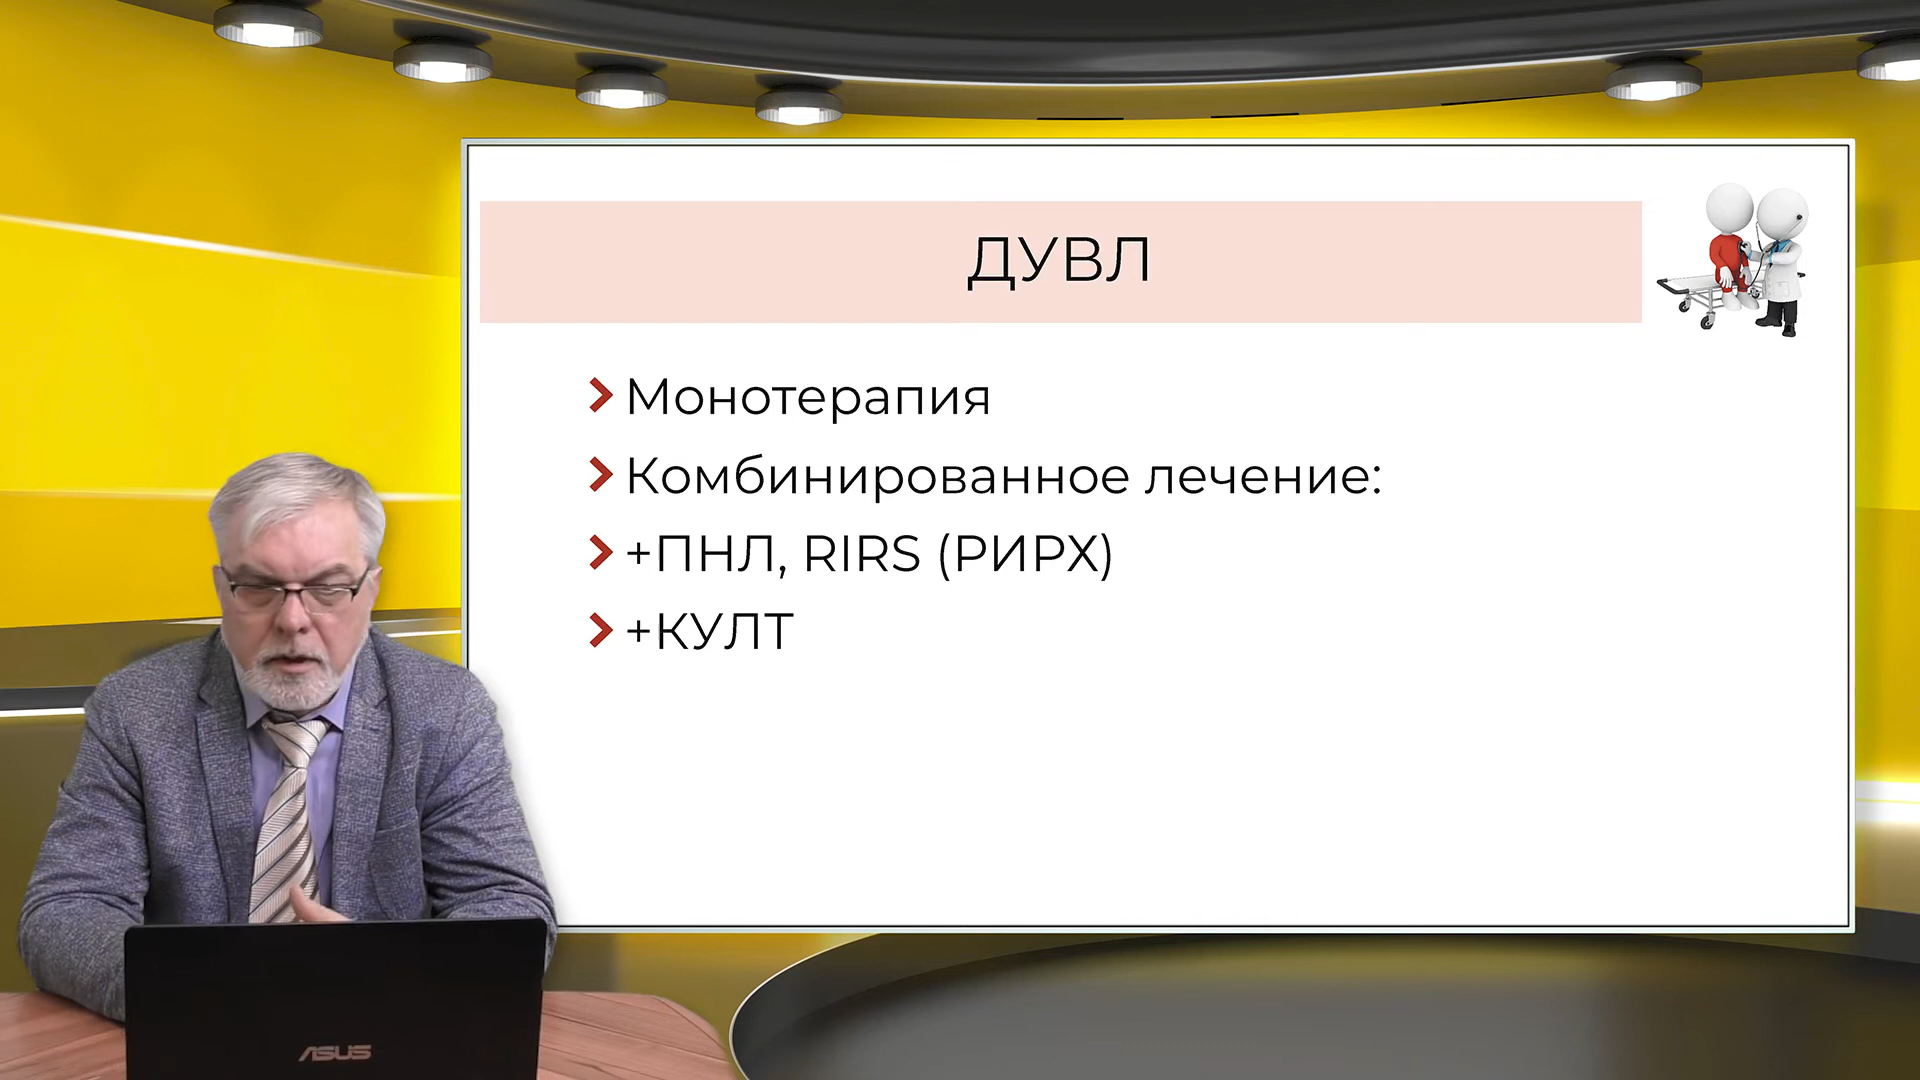 ДУВЛ
Монотерапия
Комбинированное лечение:
+ПНЛ, RIRS (РИРХ)
+КУЛТ
ASUS